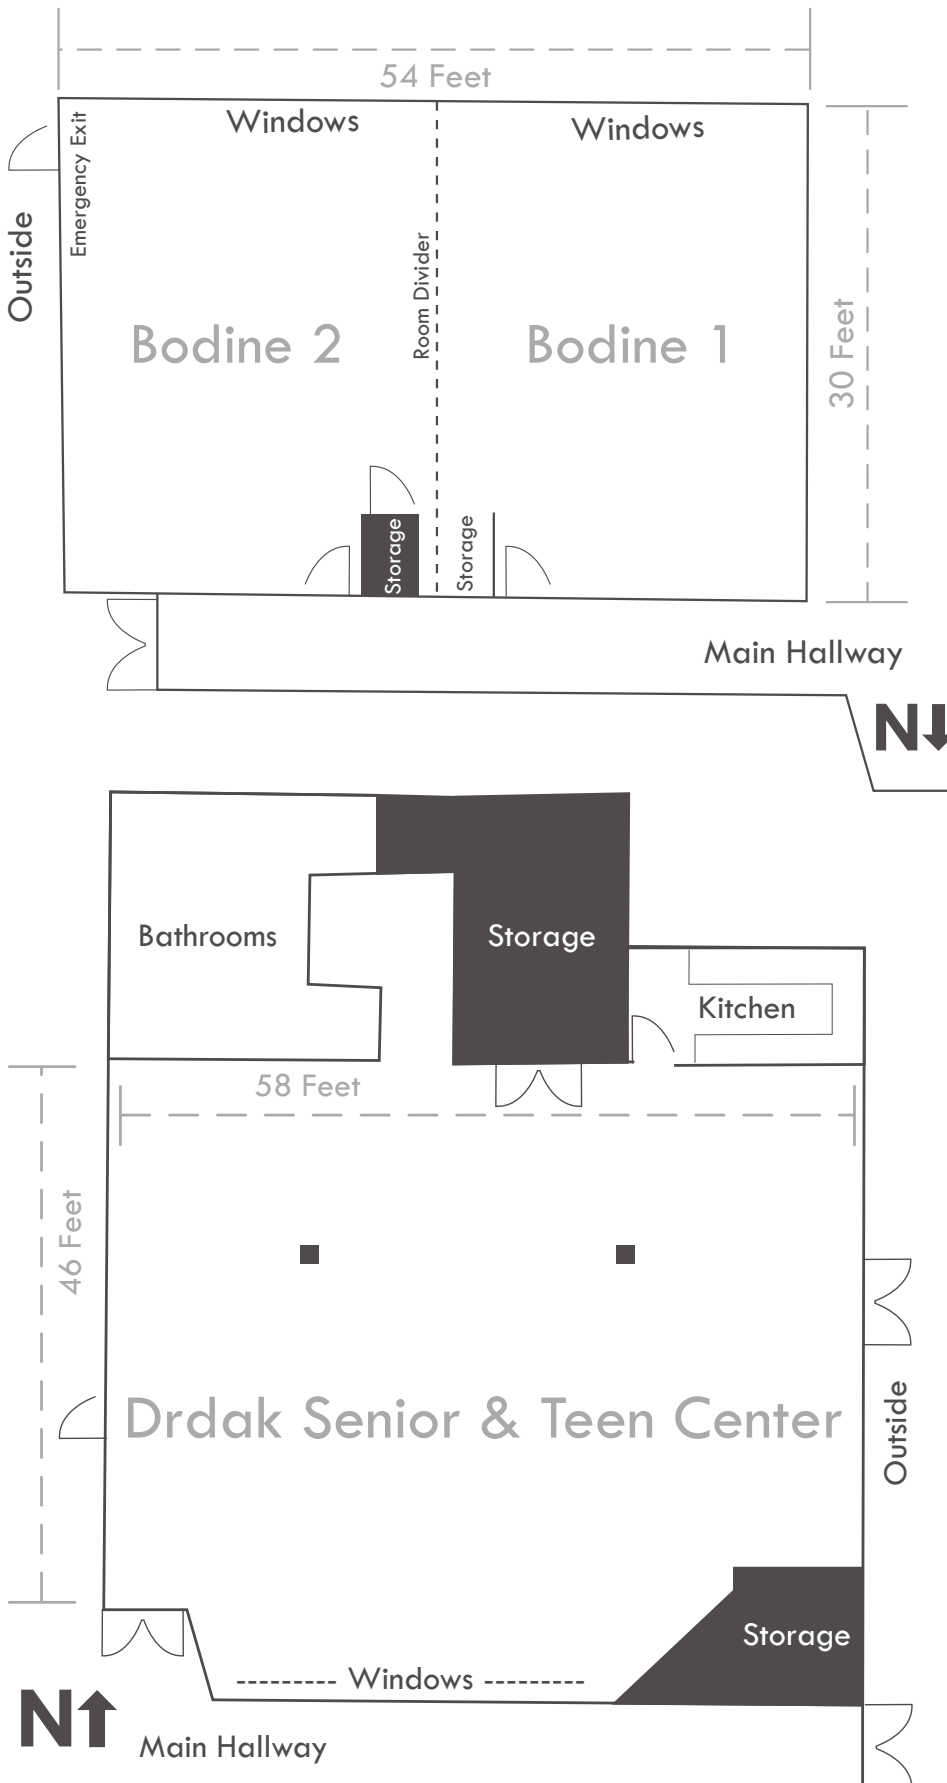 54 Feet
Windows
Windows
Emergency Exit
Outside
Room Divider
Bodine 2
Bodine 1
30 Feet
Storage
Storage
Main Hallway
N
Bathrooms
Storage
Kitchen
58 Feet
46 Feet
Drdak Senior & Teen Center
Outside
Storage
Windows
N
Main Hallway